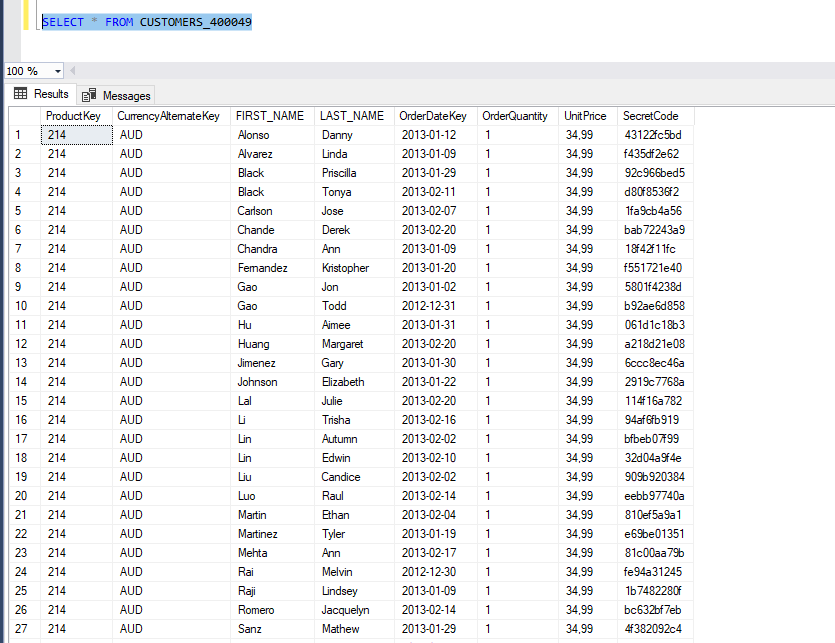 SELECT * FROM CUSTOMERS_400049
100 %
Results Messages
ProductKey CurrencyAlternateKey FIRST_NAME LAST_NAME OrderDateKey OrderQuantity UnitPrice SecretCode
1 214 AUD Alonso Danny 2013-01-12 1 34,99 43122fc5bd
2 214 AUD Alvarez Linda 2013-01-09 1 34,99 f435df2e62
3 214 AUD Black Priscilla 2013-01-29 1 34,99 92c966bed5
4 214 AUD Black Tonya 2013-02-11 1 34,99 d80f8536f2
5 214 AUD Carlson Jose 2013-02-07 1 34,99 1fa9cb4a56
6 214 AUD Chande Derek 2013-02-20 1 34,99 bab72243a9
7 214 AUD Chandra Ann 2013-01-09 1 34,99 18f42f11fc
8 214 AUD Fernandez Kristopher 2013-01-20 1 34,99 f551721e40
9 214 AUD Gao Jon 2013-01-02 1 34,99 5801f4238d
10 214 AUD Gao Todd 2012-12-31 1 34,99 b92ae6d858
11 214 AUD Hu Aimee 2013-01-31 1 34,99 061d1c18b3
12 214 AUD Huang Margaret 2013-02-20 1 34,99 a218d21e08
13 214 AUD Jimenez Gary 2013-01-30 1 34,99 6ccc8ec46a
14 214 AUD Johnson Elizabeth 2013-01-22 1 34,99 2919c7768a
15 214 AUD Lal Julie 2013-02-20 1 34,99 114f16a782
16 214 AUD Li Trisha 2013-02-16 1 34,99 94af6fb919
17 214 AUD Lin Autumn 2013-02-02 1 34,99 bfbeb07f99
18 214 AUD Lin Edwin 2013-02-10 1 34,99 32d04a9f4e
19 214 AUD Liu Candice 2013-02-02 1 34,99 909b920384
20 214 AUD Luo Raul 2013-02-14 1 34,99 eebb97740a
21 214 AUD Martin Ethan 2013-02-04 1 34,99 810ef5a9a1
22 214 AUD Martinez Tyler 2013-01-19 1 34,99 e69be01351
23 214 AUD Mehta Ann 2013-02-17 1 34,99 81c00aa79b
24 214 AUD Rai Melvin 2012-12-30 1 34,99 fe94a31245
25 214 AUD Raji Lindsey 2013-01-09 1 34,99 1b7482280f
26 214 AUD Romero Jacquelyn 2013-02-14 1 34,99 bc632bf7eb
27 214 AUD Sanz Mathew 2013-01-29 1 34,99 4f382092c4